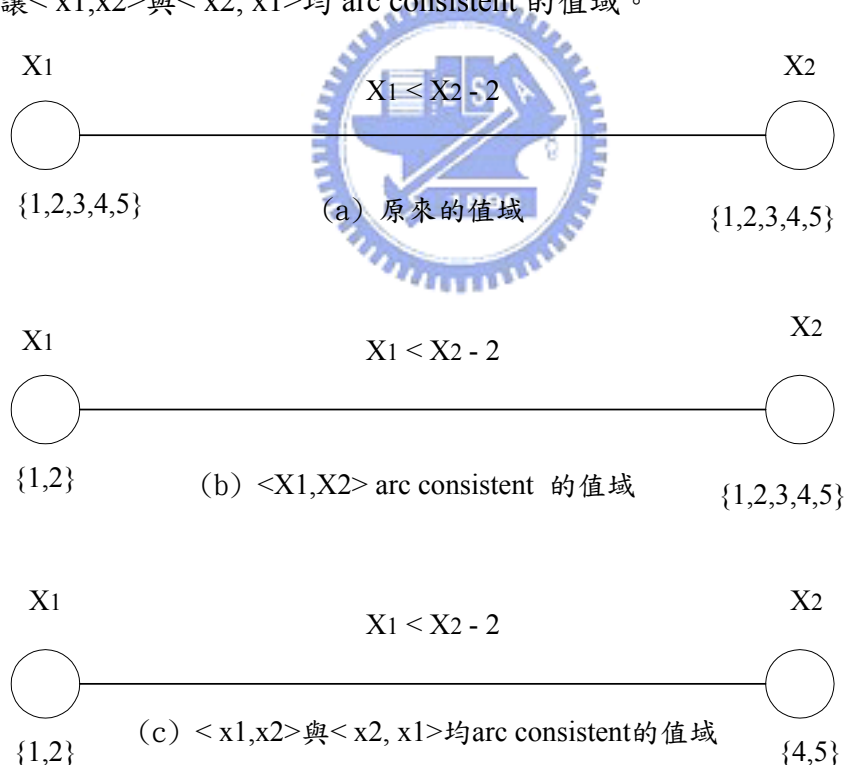 讓< x1,x2>與< x2, x1>均 arc consistent 的值域。
X1 X2
X1 < X2 - 2
{1,2,3,4,5} (a) 原來的值域 {1,2,3,4,5}
X1 X2
X1 < X2 - 2
{1,2} (b) <X1,X2> arc consistent 的值域 {1,2,3,4,5}
X1 X2
X1 < X2 - 2
(c) < x1,x2>與< x2, x1>均arc consistent的值域
{1,2} {4,5}